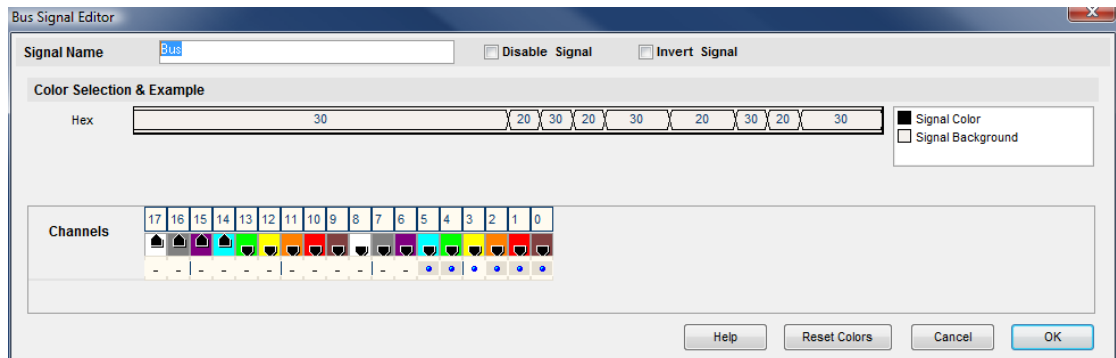 Bus Signal Editor
Signal Name Bus Disable Signal Invert Signal
Color Selection & Example
Hex 30 20 30 20 30 20 30 20 30 Signal Color
Signal Background
17 16 15 14 13 12 11 10 9 8 7 6 5 4 3 2 1 0
Channels
- - - - - - - - - - - -
Help Reset Colors Cancel OK